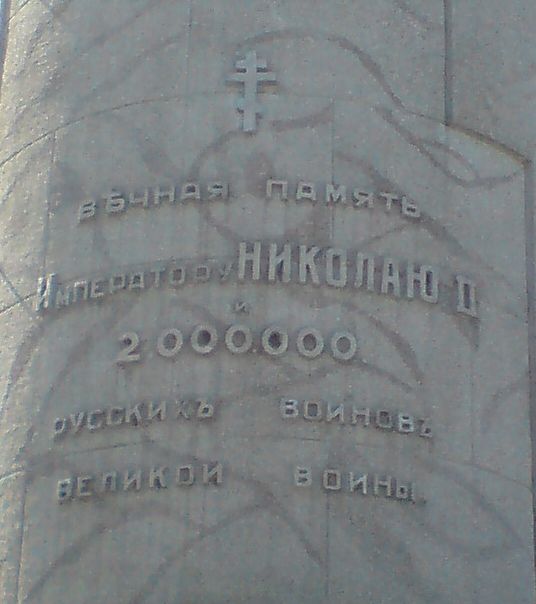 вѣчная память
Императору НИКОЛАЮ II
и
2.000.000
русскихъ воиновъ
великой войны